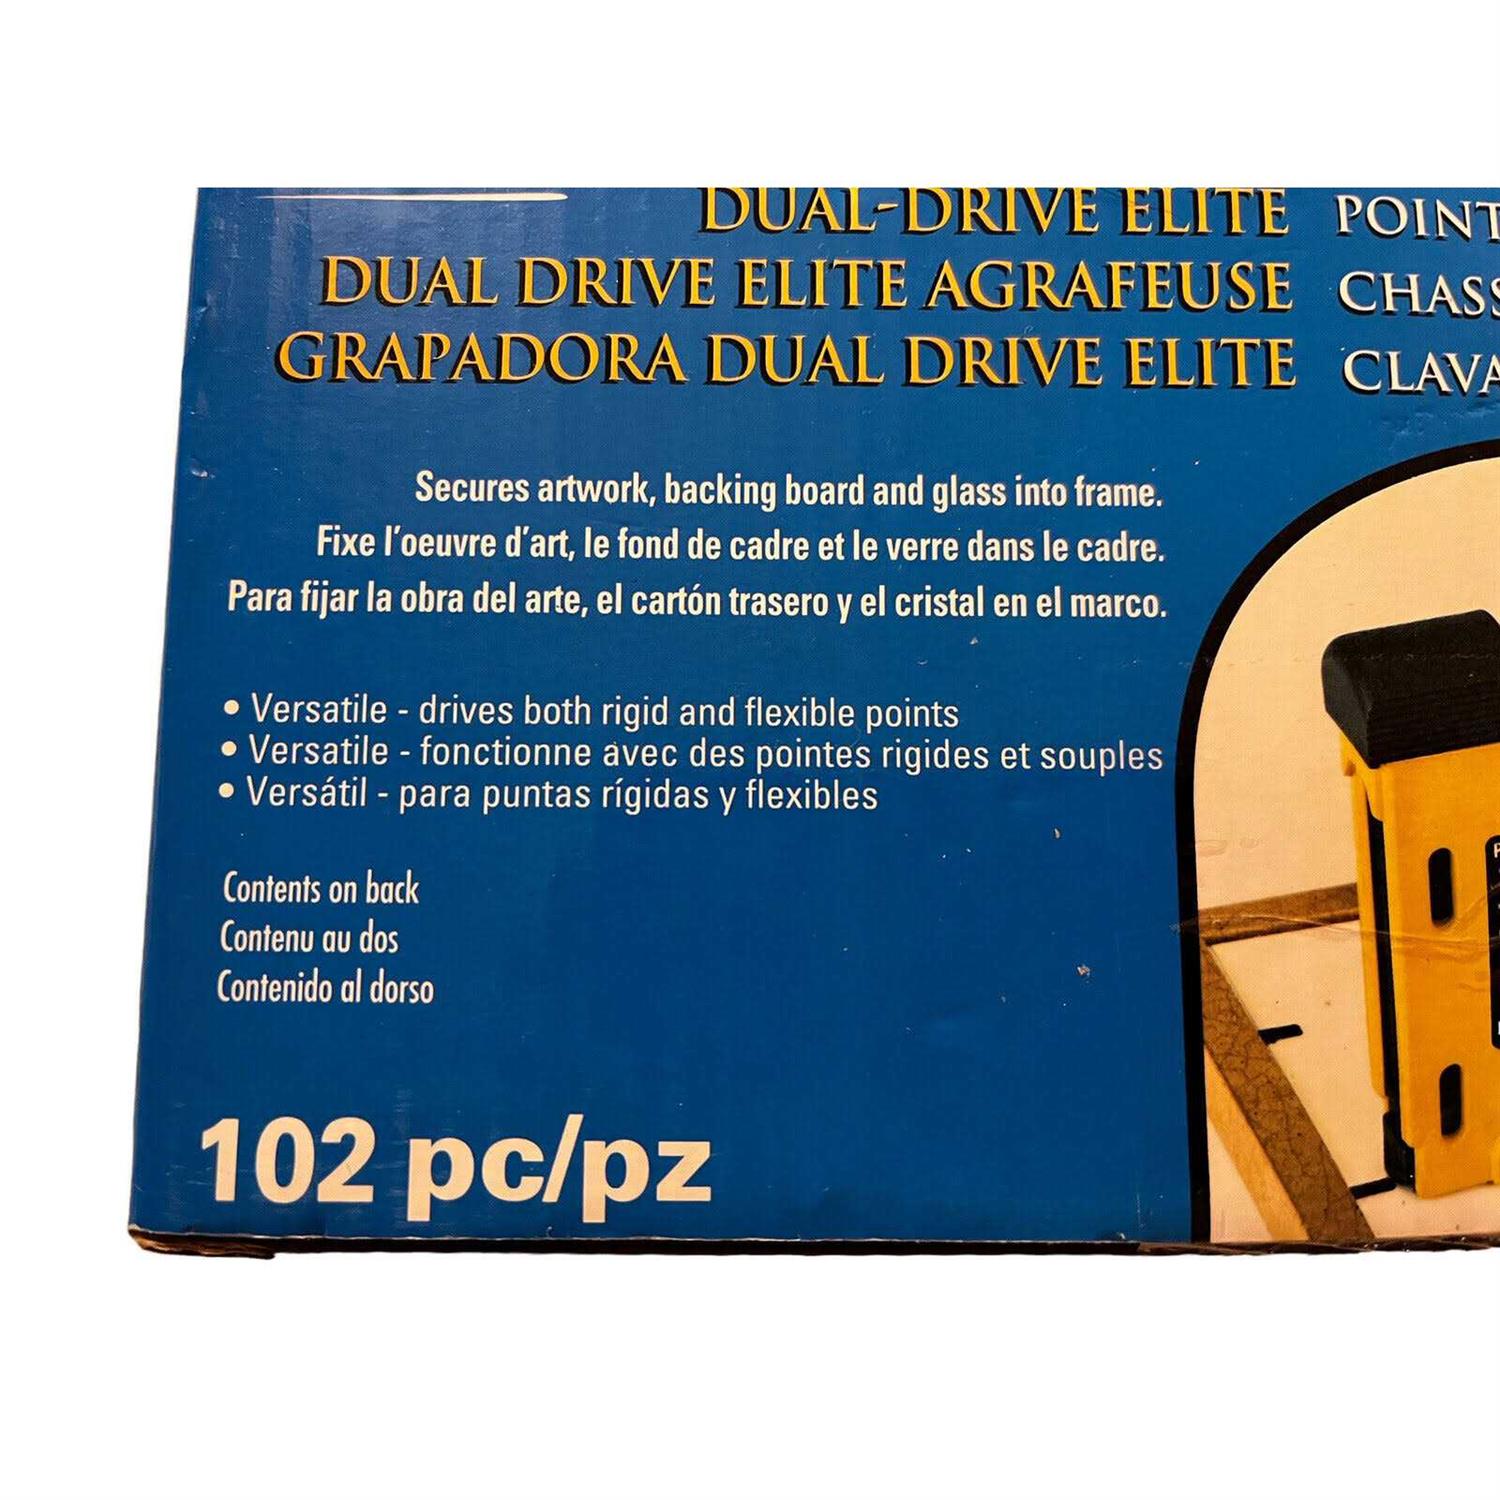 DUAL-DRIVE ELITE POINT
DUAL DRIVE ELITE AGRAFEUSE CHASS
GRAPADORA DUAL DRIVE ELITE CLAVA
Secures artwork, backing board and glass into frame.
Fixe l'oeuvre d'art, le fond de cadre et le verre dans le cadre.
Para fijar la obra del arte, el cartón trasero y el cristal en el marco.
• Versatile - drives both rigid and flexible points
• Versatile - fonctionne avec des pointes rigides et souples
• Versátil - para puntas rígidas y flexibles
Contents on back
Contenu au dos
Contenido al dorso
102 pc/pz